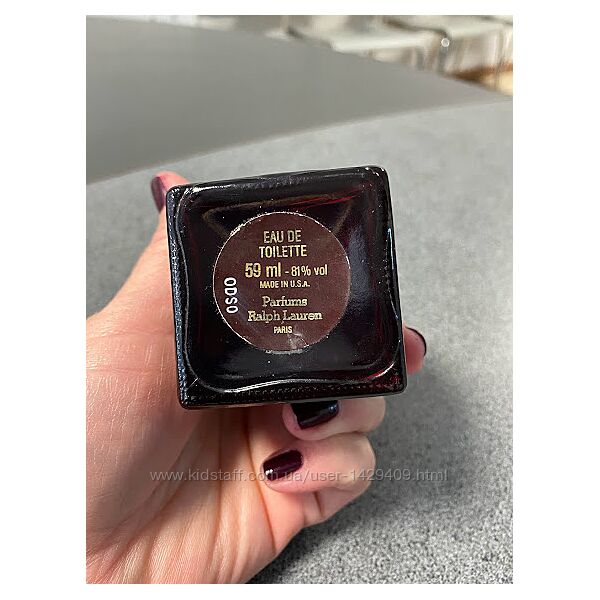 EAU DE
TOILETTE
59 ml - 81% vol
MADE IN U.S.A.
Parfums
Ralph Lauren
PARIS
ODSO
www.kidstaff.com.ua/user-1429409.html